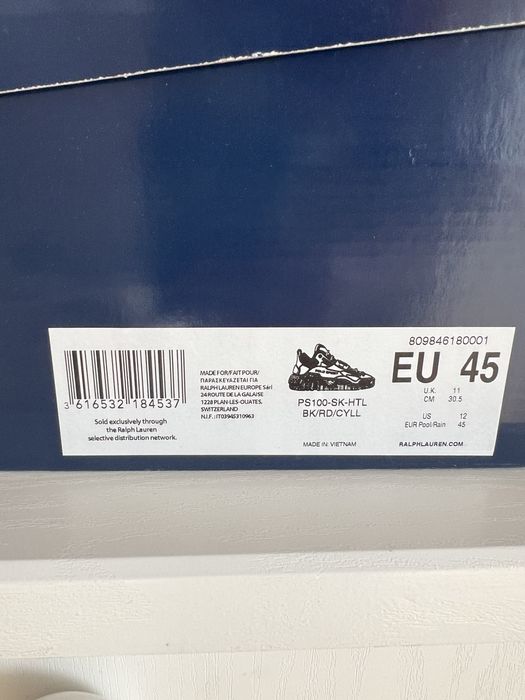 3 616532 184537
Sold exclusively through
the Ralph Lauren
selective distribution network.
MADE FOR/FAIT POUR/
ΠΑΡΑΣΚΕΥΑΖΕΤΑΙ ΓΙΑ
RALPH LAUREN EUROPE Sàrl
24 ROUTE DE LA GALAISE
1228 PLAN-LES-OUATES,
SWITZERLAND
N.I.F.: IT03945310963
PS100-SK-HTL
BK/RD/CYLL
MADE IN: VIETNAM
809846180001
EU 45
U.K. 11
CM 30.5
US 12
EUR Pool/Rain 45
RALPHLAUREN.COM